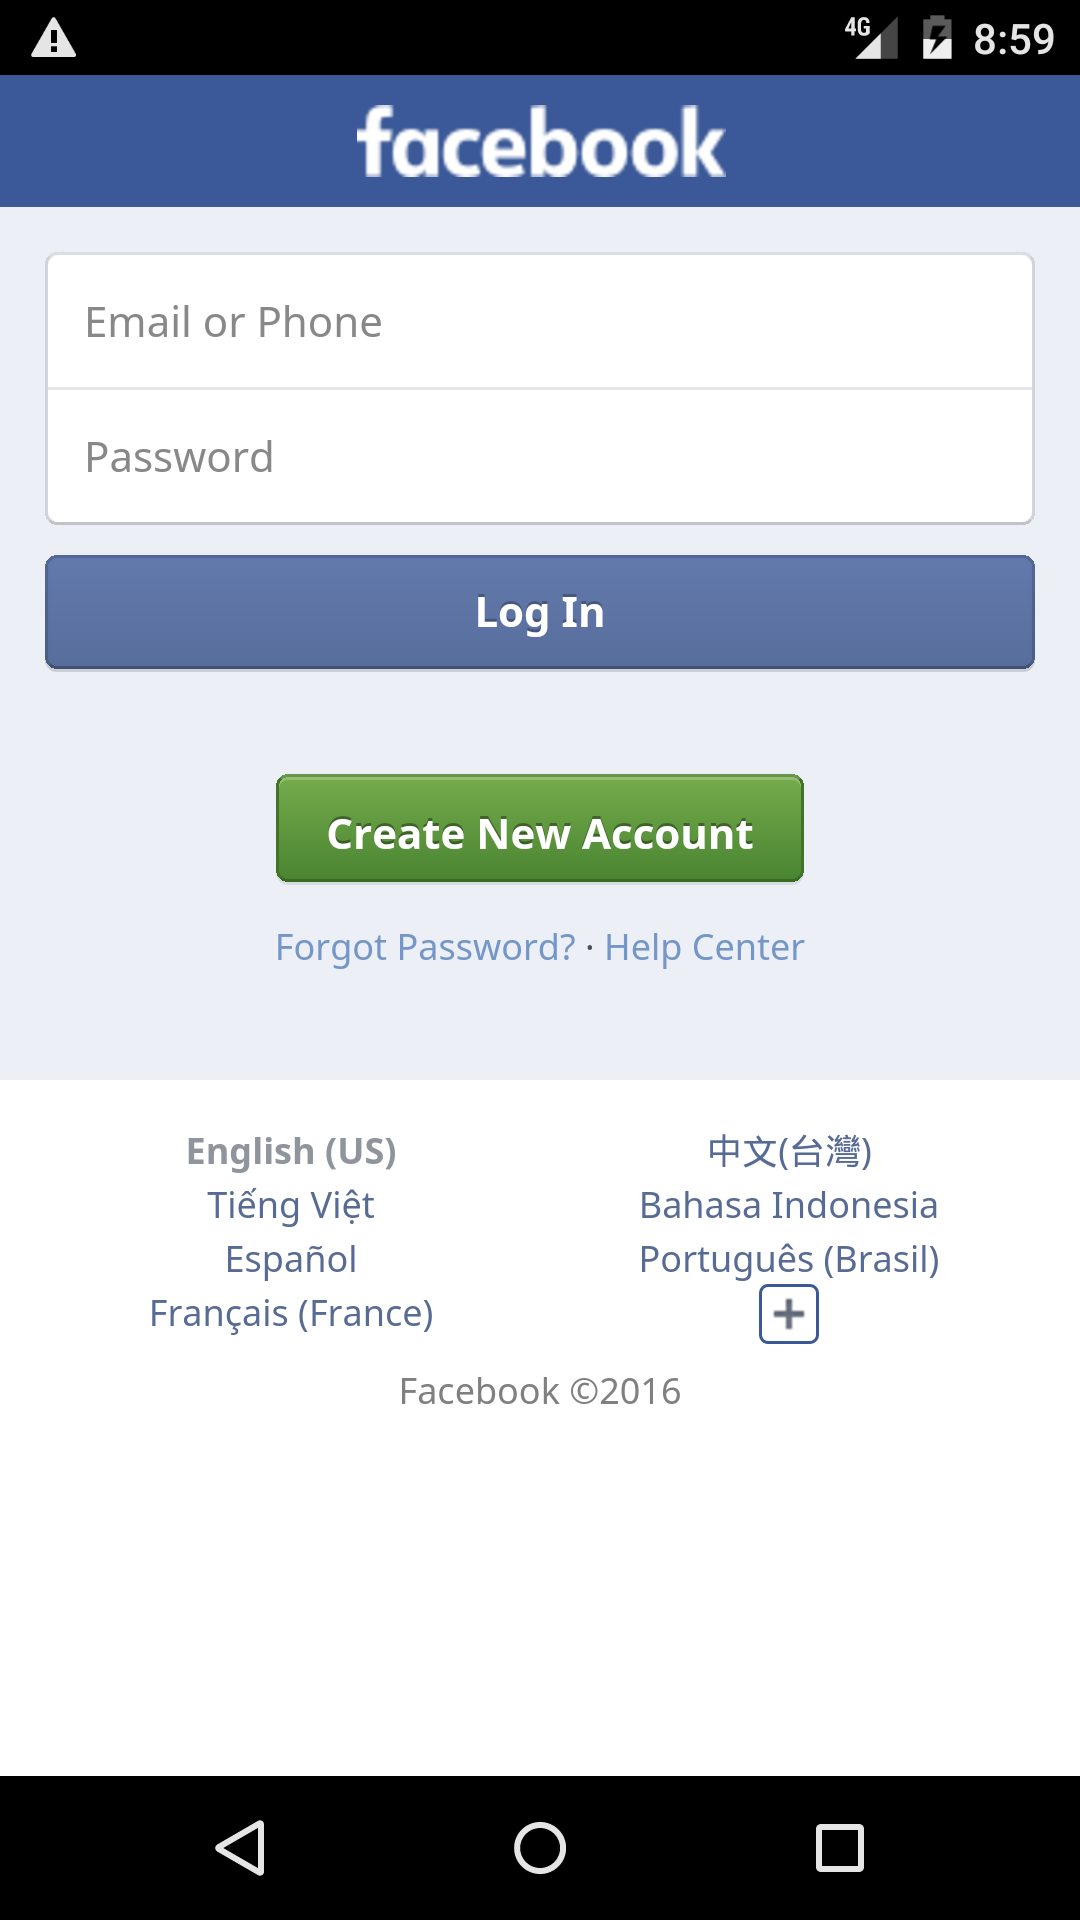 4G 8:59
facebook
Email or Phone
Password
Log In
Create New Account
Forgot Password? · Help Center
English (US) 中文(台灣)
Tiếng Việt Bahasa Indonesia
Español Português (Brasil)
Français (France)
Facebook ©2016